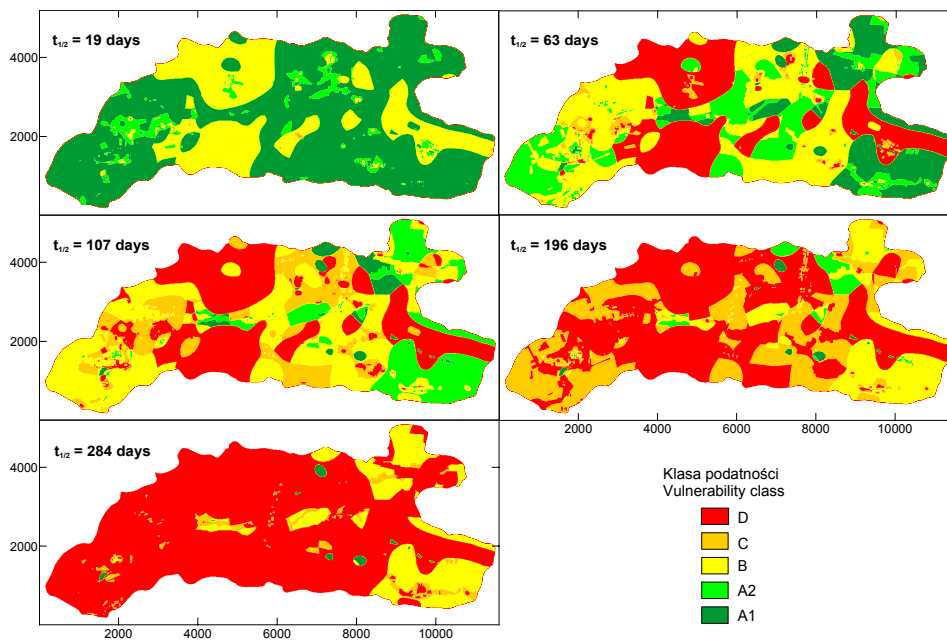 t1/2 = 19 days
t1/2 = 63 days
4000
2000
t1/2 = 107 days
t1/2 = 196 days
4000
2000
t1/2 = 284 days
2000 4000 6000 8000 10000
4000
2000
Klasa podatności
Vulnerability class
D
C
B
A2
A1
2000 4000 6000 8000 10000